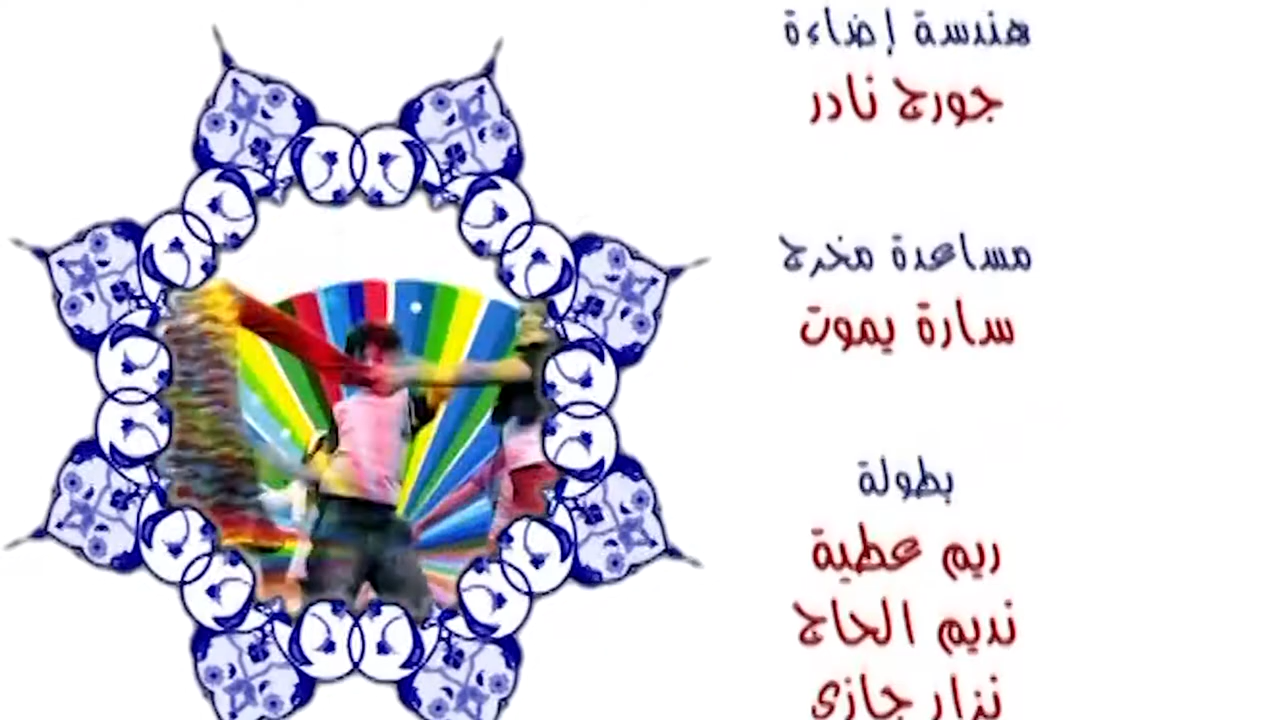 هندسة إضاءة
جورج نادر
مساعدة مخرج
سارة يموت
بطولة
ريم عطية
نديم الحاج
نزار جازي